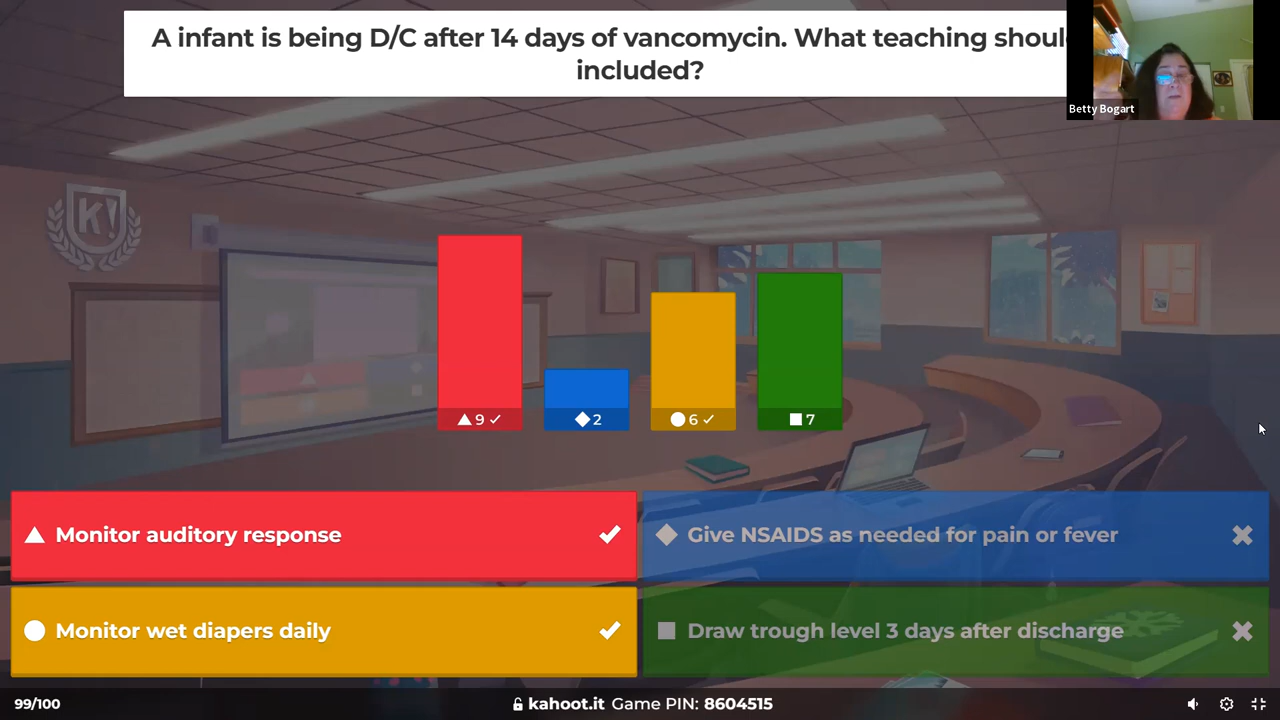 A infant is being D/C after 14 days of vancomycin. What teaching
included?
Betty Bogart
K!
9
2
6
7
Monitor auditory response
Give NSAIDS as needed for pain or fever
Monitor wet diapers daily
Draw trough level 3 days after discharge
99/100
kahoot.it Game PIN: 8604515